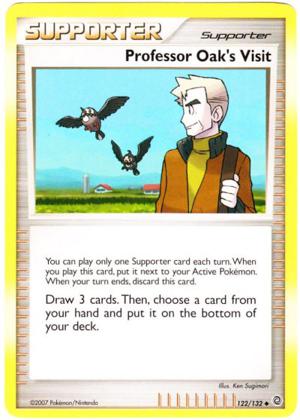 SUPPORTER Supporter
Professor Oak's Visit
You can play only one Supporter card each turn. When
you play this card, put it next to your Active Pokémon.
When your turn ends, discard this card.
Draw 3 cards. Then, choose a card from
your hand and put it on the bottom
of your deck.
Illus. Ken Sugimori
©2007 Pokémon/Nintendo 122/132